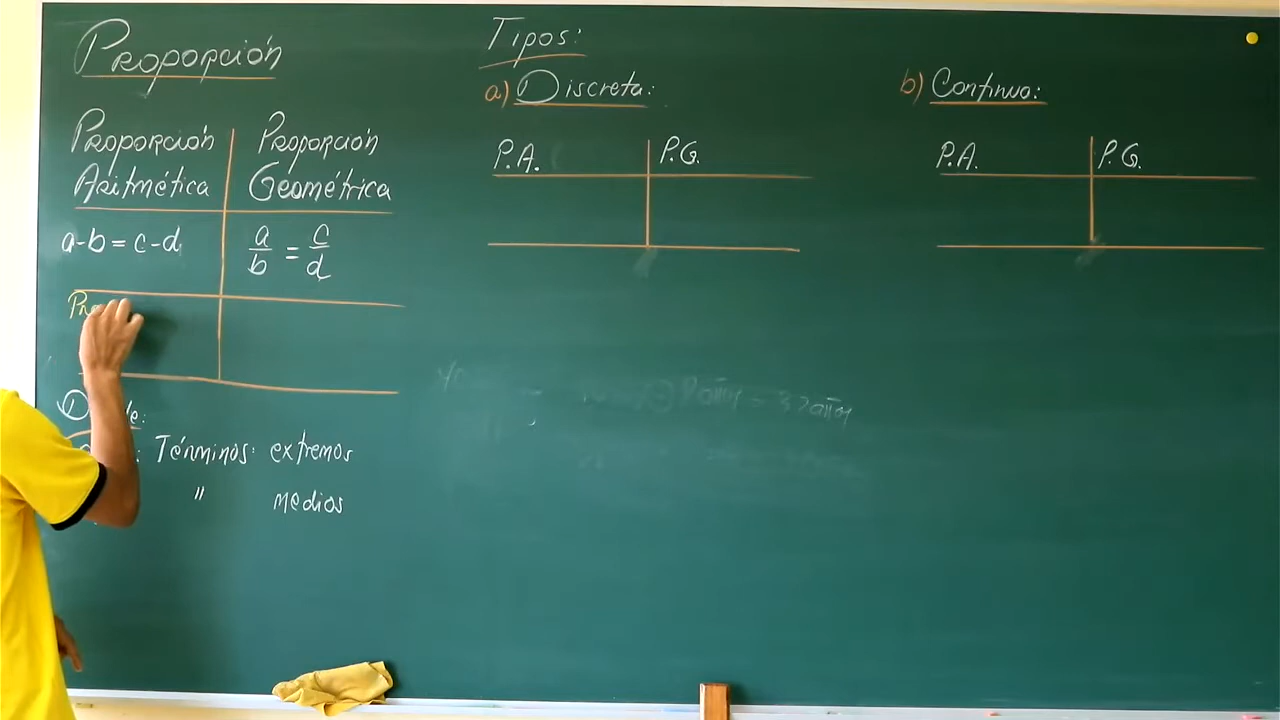 Proporción
Proporción Aritmética
Proporción Geométrica
a-b = c-d
a/b = c/d
Términos: extremos
" medios
Tipos:
a) Discreta:
P.A. P.G.
b) Continua:
P.A. P.G.